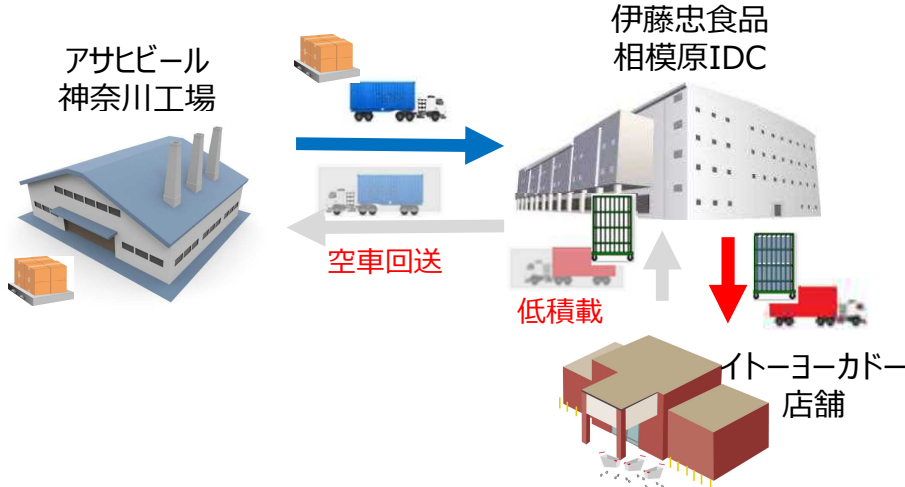 アサヒビール
神奈川工場
伊藤忠食品
相模原IDC
空車回送
低積載
イトーヨーカドー
店舗